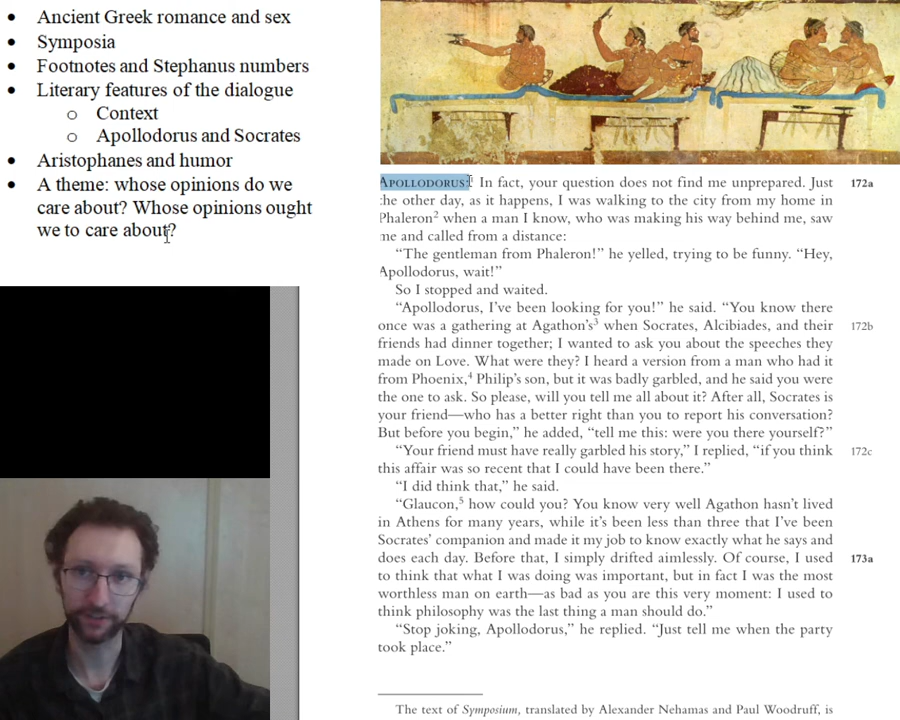 Ancient Greek romance and sex
Symposia
Footnotes and Stephanus numbers
Literary features of the dialogue
Context
Apollodorus and Socrates
Aristophanes and humor
A theme: whose opinions do we
care about? Whose opinions ought
we to care about?
APOLLODORUS:¹ In fact, your question does not find me unprepared. Just 172a
the other day, as it happens, I was walking to the city from my home in
Phaleron² when a man I know, who was making his way behind me, saw
me and called from a distance:
“The gentleman from Phaleron!” he yelled, trying to be funny. “Hey,
Apollodorus, wait!”
So I stopped and waited.
“Apollodorus, I’ve been looking for you!” he said. “You know there
once was a gathering at Agathon’s³ when Socrates, Alcibiades, and their 172b
friends had dinner together; I wanted to ask you about the speeches they
made on Love. What were they? I heard a version from a man who had it
from Phoenix,⁴ Philip’s son, but it was badly garbled, and he said you were
the one to ask. So please, will you tell me all about it? After all, Socrates is
your friend—who has a better right than you to report his conversation?
But before you begin,” he added, “tell me this: were you there yourself?”
“Your friend must have really garbled his story,” I replied, “if you think 172c
this affair was so recent that I could have been there.”
“I did think that,” he said.
“Glaucon,⁵ how could you? You know very well Agathon hasn’t lived
in Athens for many years, while it’s been less than three that I’ve been
Socrates’ companion and made it my job to know exactly what he says and
does each day. Before that, I simply drifted aimlessly. Of course, I used 173a
to think that what I was doing was important, but in fact I was the most
worthless man on earth—as bad as you are this very moment: I used to
think philosophy was the last thing a man should do.”
“Stop joking, Apollodorus,” he replied. “Just tell me when the party
took place.”
The text of Symposium, translated by Alexander Nehamas and Paul Woodruff, is